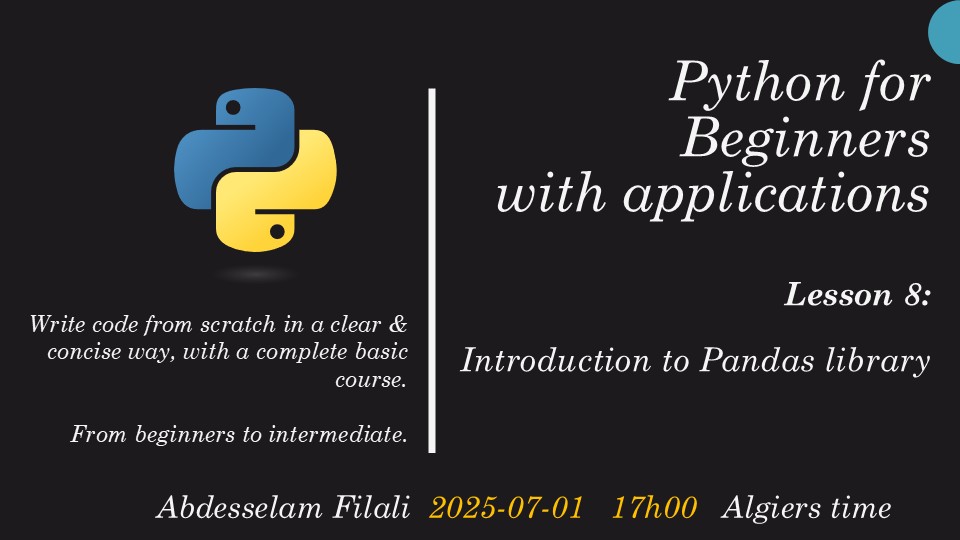 Python for
Beginners
with applications
Lesson 8:
Introduction to Pandas library
Write code from scratch in a clear &
concise way, with a complete basic
course.
From beginners to intermediate.
Abdesselam Filali 2025-07-01 17h00 Algiers time